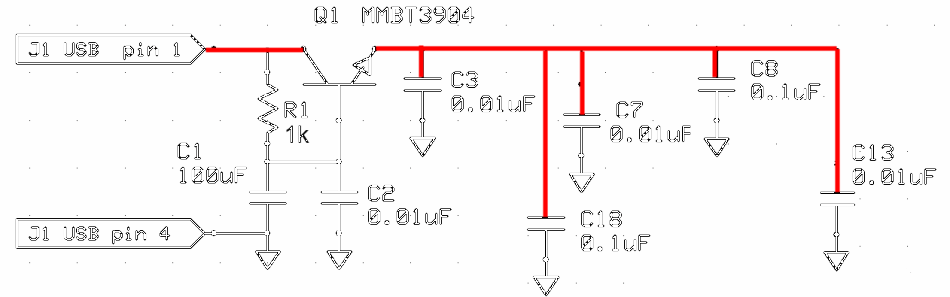 Q1 MMBT3904
J1 USB pin 1
C3
0.01uF
C8
0.1uF
R1
1k
C7
0.01uF
C1
100uF
C13
0.01uF
C2
0.01uF
C18
0.1uF
J1 USB pin 4